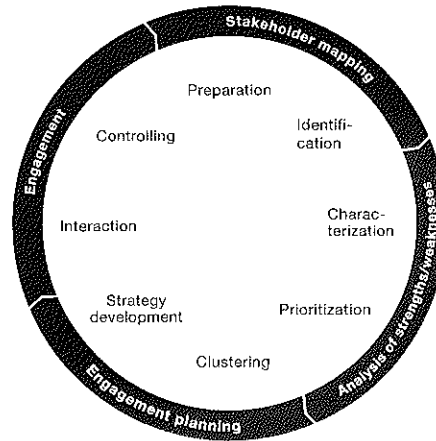 Stakeholder mapping
Preparation
Identifi-
cation
Analysis of strengths/weaknesses
Charac-
terization
Prioritization
Engagement planning
Clustering
Strategy
development
Engagement
Interaction
Controlling